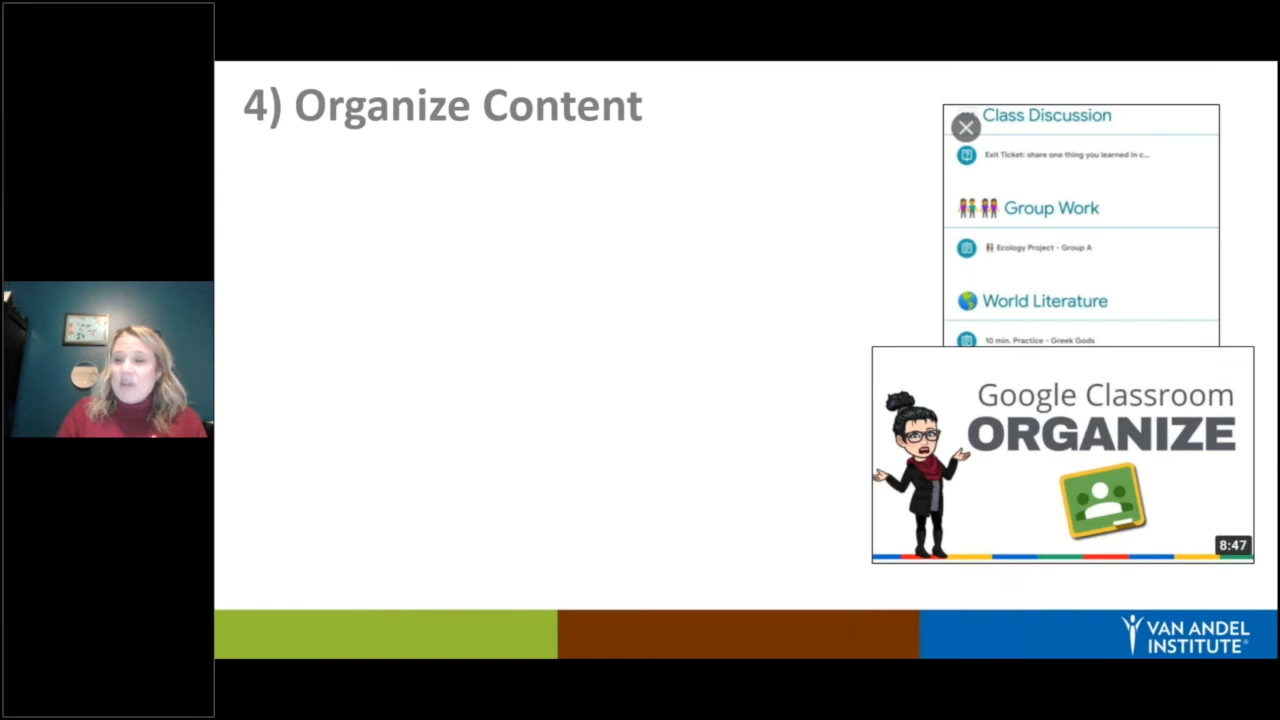 4) Organize Content
Class Discussion
Exit Ticket: share one thing you learned in c...
Group Work
Ecology Project - Group A
World Literature
10 min. Practice - Greek Gods
Google Classroom
ORGANIZE
8:47
VAN ANDEL
INSTITUTE